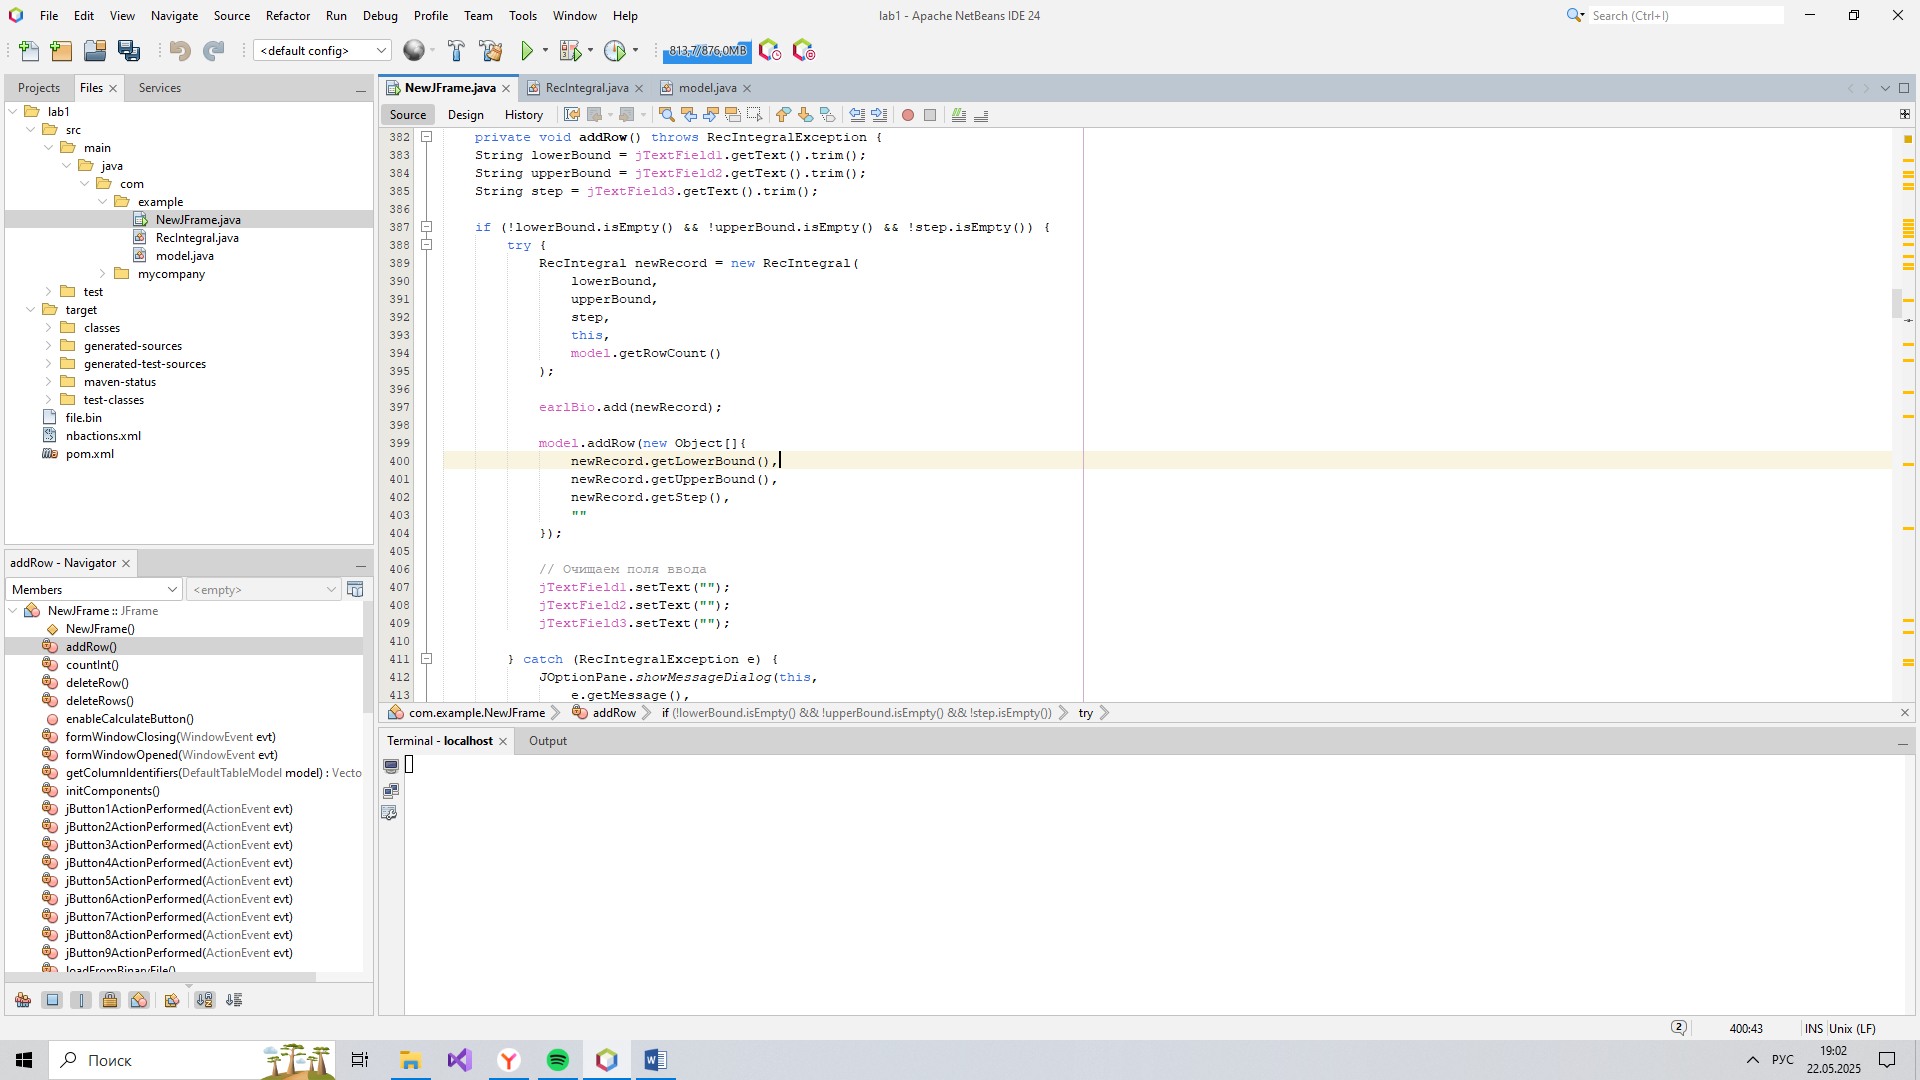 File Edit View Navigate Source Refactor Run Debug Profile Team Tools Window Help
lab1 - Apache NetBeans IDE 24
Search (Ctrl+I)
<default config>
813,7/876,0MB
Projects Files Services
lab1
src
main
java
com
example
NewJFrame.java
RecIntegral.java
model.java
mycompany
test
target
classes
generated-sources
generated-test-sources
maven-status
test-classes
file.bin
nbactions.xml
pom.xml
addRow - Navigator
Members
<empty>
NewJFrame :: JFrame
NewJFrame()
addRow()
countInt()
deleteRow()
deleteRows()
enableCalculateButton()
formWindowClosing(WindowEvent evt)
formWindowOpened(WindowEvent evt)
getColumnIdentifiers(DefaultTableModel model) : Vecto
initComponents()
jButton1ActionPerformed(ActionEvent evt)
jButton2ActionPerformed(ActionEvent evt)
jButton3ActionPerformed(ActionEvent evt)
jButton4ActionPerformed(ActionEvent evt)
jButton5ActionPerformed(ActionEvent evt)
jButton6ActionPerformed(ActionEvent evt)
jButton7ActionPerformed(ActionEvent evt)
jButton8ActionPerformed(ActionEvent evt)
jButton9ActionPerformed(ActionEvent evt)
loadFromBinaryFile()
NewJFrame.java RecIntegral.java model.java
Source Design History
382 private void addRow() throws RecIntegralException {
383 String lowerBound = jTextField1.getText().trim();
384 String upperBound = jTextField2.getText().trim();
385 String step = jTextField3.getText().trim();
386
387 if (!lowerBound.isEmpty() && !upperBound.isEmpty() && !step.isEmpty()) {
388 try {
389 RecIntegral newRecord = new RecIntegral(
390 lowerBound,
391 upperBound,
392 step,
393 this,
394 model.getRowCount()
395 );
396
397 earlBio.add(newRecord);
398
399 model.addRow(new Object[]{
400 newRecord.getLowerBound(),
401 newRecord.getUpperBound(),
402 newRecord.getStep(),
403 ""
404 });
405
406 // Очищаем поля ввода
407 jTextField1.setText("");
408 jTextField2.setText("");
409 jTextField3.setText("");
410
411 } catch (RecIntegralException e) {
412 JOptionPane.showMessageDialog(this,
413 e.getMessage(),
com.example.NewJFrame addRow if (!lowerBound.isEmpty() && !upperBound.isEmpty() && !step.isEmpty()) try
Terminal - localhost Output
2 400:43 INS Unix (LF)
Поиск
РУС
19:02
22.05.2025